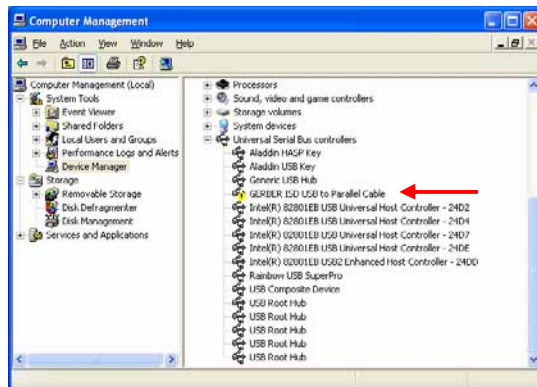 Computer Management
File Action View Window Help
Computer Management (Local)
System Tools
Event Viewer
Shared Folders
Local Users and Groups
Performance Logs and Alerts
Device Manager
Storage
Removable Storage
Disk Defragmenter
Disk Management
Services and Applications
Processors
Sound, video and game controllers
Storage volumes
System devices
Universal Serial Bus controllers
Aladdin HASP Key
Aladdin USB Key
Generic USB Hub
GERBER ISD USB to Parallel Cable
Intel(R) 82801EB USB Universal Host Controller - 24D2
Intel(R) 82801EB USB Universal Host Controller - 24D4
Intel(R) 82801EB USB Universal Host Controller - 24D7
Intel(R) 82801EB USB Universal Host Controller - 24DE
Intel(R) 82801EB USB2 Enhanced Host Controller - 24DD
Rainbow USB SuperPro
USB Composite Device
USB Root Hub
USB Root Hub
USB Root Hub
USB Root Hub
USB Root Hub